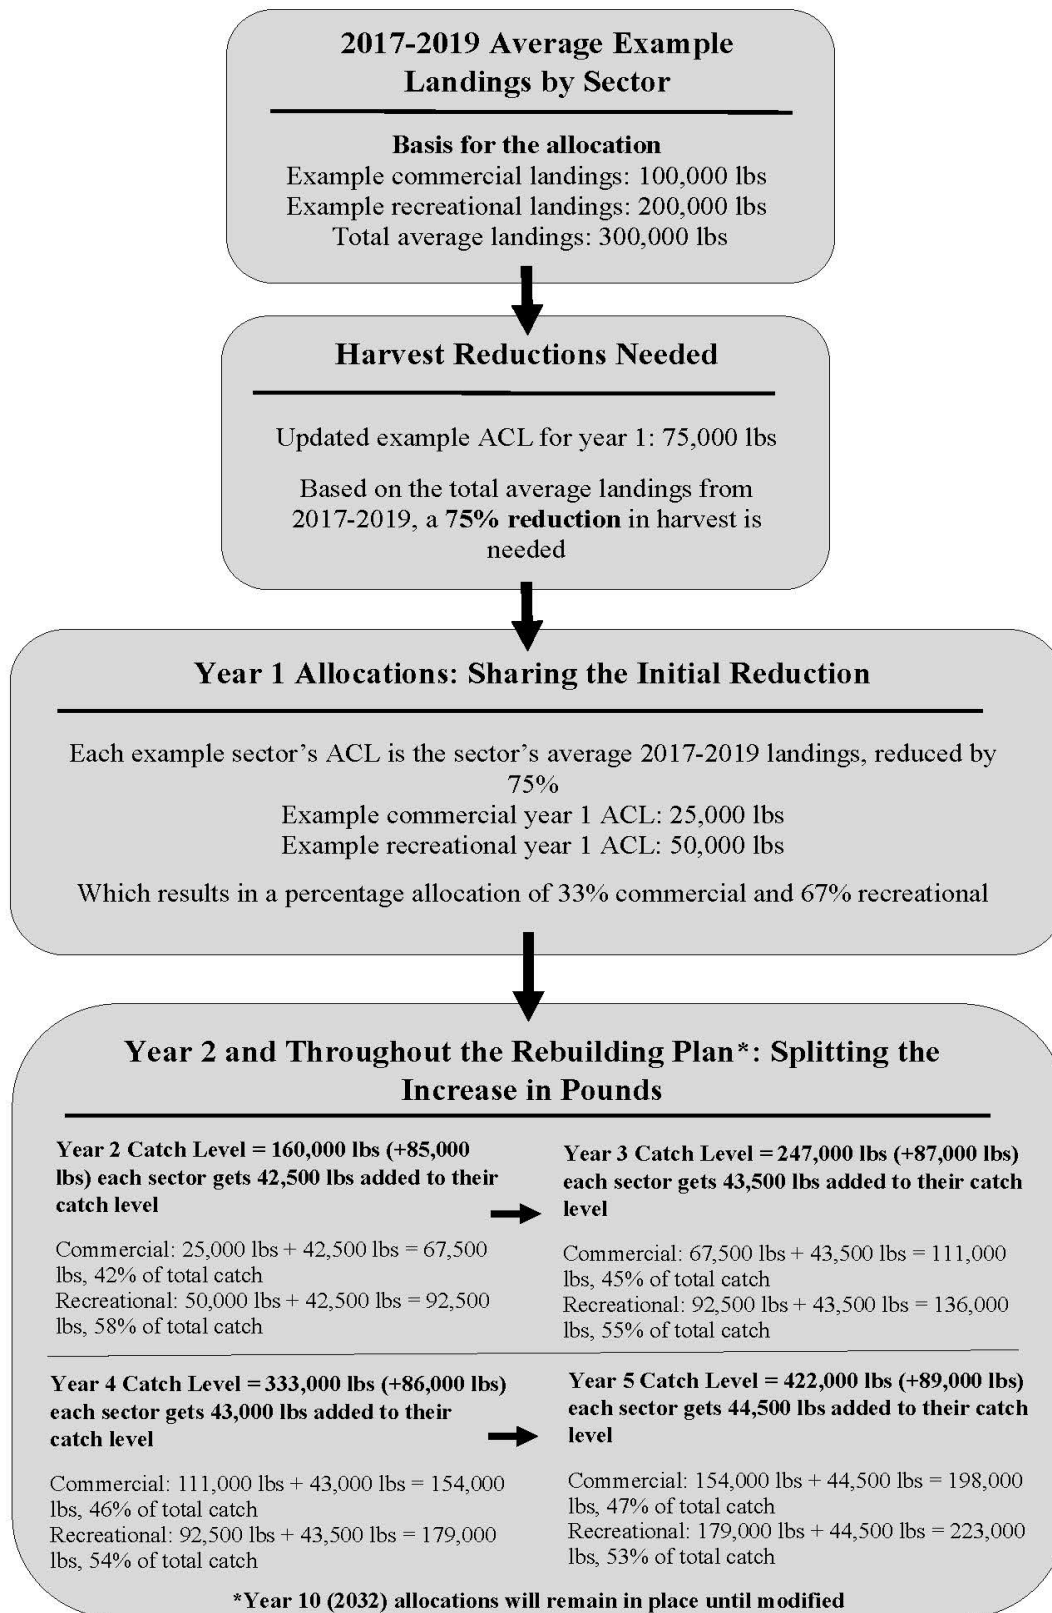 2017-2019 Average Example
Landings by Sector
Basis for the allocation
Example commercial landings: 100,000 lbs
Example recreational landings: 200,000 lbs
Total average landings: 300,000 lbs
Harvest Reductions Needed
Updated example ACL for year 1: 75,000 lbs
Based on the total average landings from
2017-2019, a 75% reduction in harvest is
needed
Year 1 Allocations: Sharing the Initial Reduction
Each example sector's ACL is the sector's average 2017-2019 landings, reduced by
75%
Example commercial year 1 ACL: 25,000 lbs
Example recreational year 1 ACL: 50,000 lbs
Which results in a percentage allocation of 33% commercial and 67% recreational
Year 2 and Throughout the Rebuilding Plan*: Splitting the
Increase in Pounds
Year 2 Catch Level = 160,000 lbs (+85,000
lbs) each sector gets 42,500 lbs added to their
catch level
Commercial: 25,000 lbs + 42,500 lbs = 67,500
lbs, 42% of total catch
Recreational: 50,000 lbs + 42,500 lbs = 92,500
lbs, 58% of total catch
Year 3 Catch Level = 247,000 lbs (+87,000 lbs)
each sector gets 43,500 lbs added to their catch
level
Commercial: 67,500 lbs + 43,500 lbs = 111,000
lbs, 45% of total catch
Recreational: 92,500 lbs + 43,500 lbs = 136,000
lbs, 55% of total catch
Year 4 Catch Level = 333,000 lbs (+86,000 lbs)
each sector gets 43,000 lbs added to their
catch level
Commercial: 111,000 lbs + 43,000 lbs = 154,000
lbs, 46% of total catch
Recreational: 92,500 lbs + 43,500 lbs = 179,000
lbs, 54% of total catch
Year 5 Catch Level = 422,000 lbs (+89,000 lbs)
each sector gets 44,500 lbs added to their catch
level
Commercial: 154,000 lbs + 44,500 lbs = 198,000
lbs, 47% of total catch
Recreational: 179,000 lbs + 44,500 lbs = 223,000
lbs, 53% of total catch
*Year 10 (2032) allocations will remain in place until modified